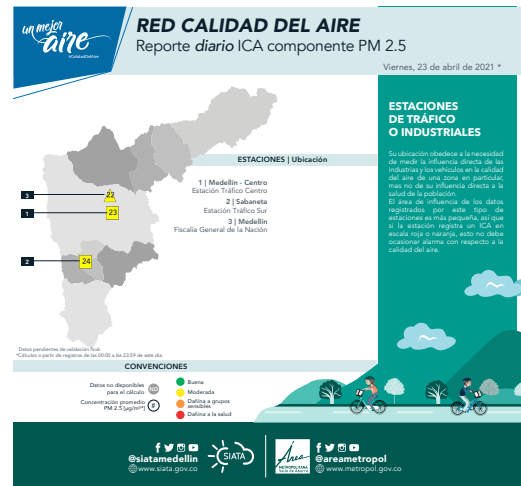 un mejor
aire
#CalidadDelAire
RED CALIDAD DEL AIRE
Reporte diario ICA componente PM 2.5
Viernes, 23 de abril de 2021 *
ESTACIONES
DE TRÁFICO
O INDUSTRIALES
Su ubicación obedece a la necesidad
de medir la influencia directa de las
industrias y los vehículos en la calidad
del aire de una zona en particular,
mas no de su influencia directa a la
salud de la población.
El área de influencia de los datos
registrados por este tipo de
estaciones es más pequeña, así que
si la estación registra un ICA en
escala roja o naranja, esto no debe
ocasionar alarma con respecto a la
calidad del aire.
ESTACIONES | Ubicación
1 | Medellín - Centro
Estación Tráfico Centro
2 | Sabaneta
Estación Tráfico Sur
3 | Medellín
Fiscalia General de la Nación
3
22
1
23
2
24
Datos pendientes de validación final.
*Cálculos a partir de registros de las 00:00 a las 23:59 de este día.
CONVENCIONES
Datos no disponibles
para el cálculo
ND
Concentración promedio
PM 2.5 [µg/m³*]
#
Buena
Moderada
Dañina a grupos
sensibles
Dañina a la salud
@siatamedellin
www.siata.gov.co
SIATA
Área
METROPOLITANA
Valle de Aburrá
@areametropol
www.metropol.gov.co